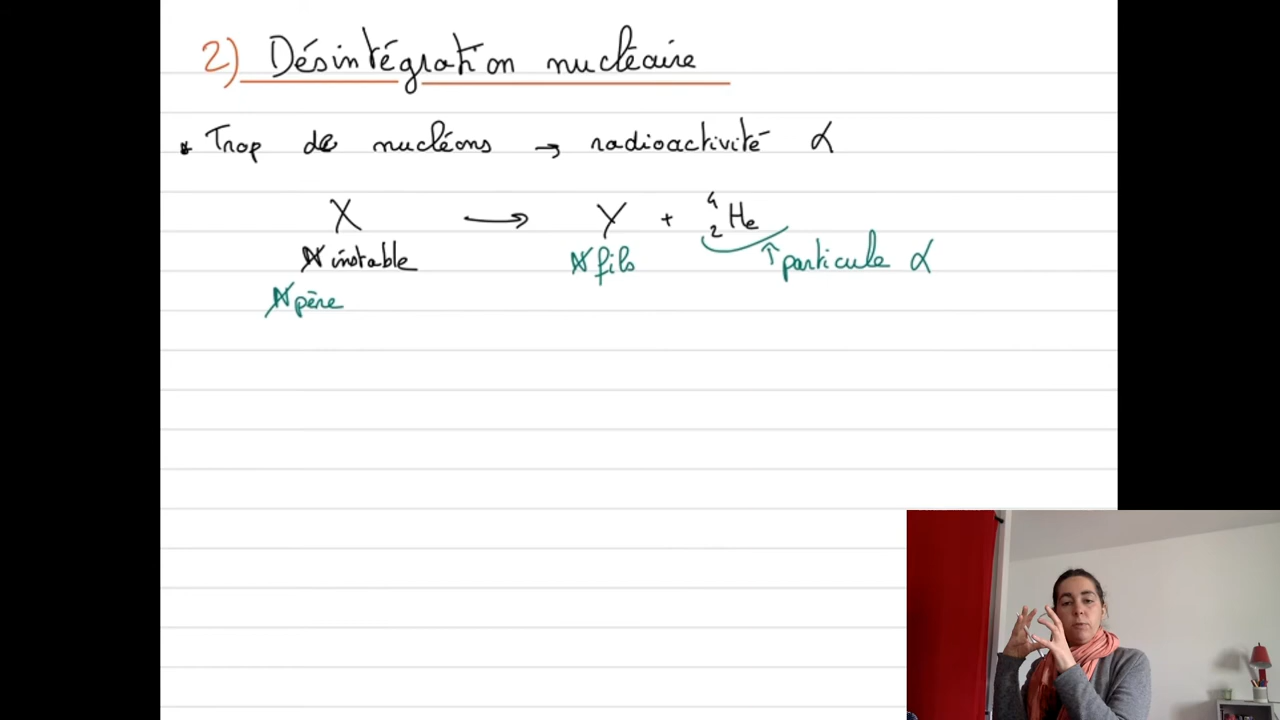 2) Désintégration nucléaire
* Trop de nucléons → radioactivité α
X → Y + ⁴₂He
N instable N fils ↑ particule α
N père